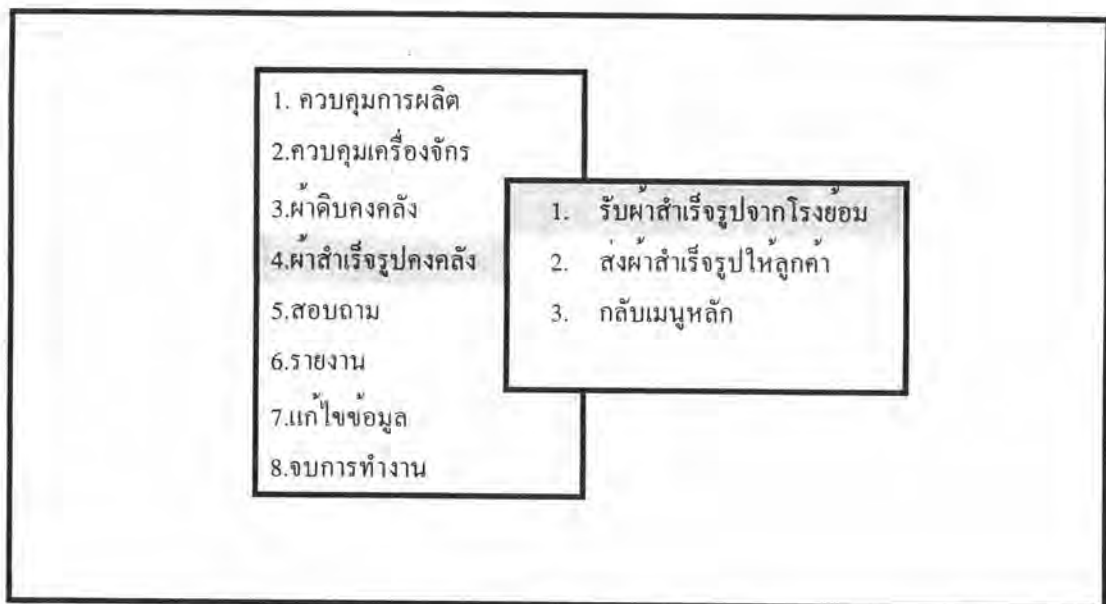 1. ควบคุมการผลิต
2.ควบคุมเครื่องจักร
3.ผ้าดิบคงคลัง
4.ผ้าสำเร็จรูปคงคลัง
5.สอบถาม
6.รายงาน
7.แก้ไขข้อมูล
8.จบการทำงาน
1. รับผ้าสำเร็จรูปจากโรงย้อม
2. ส่งผ้าสำเร็จรูปให้ลูกค้า
3. กลับเมนูหลัก